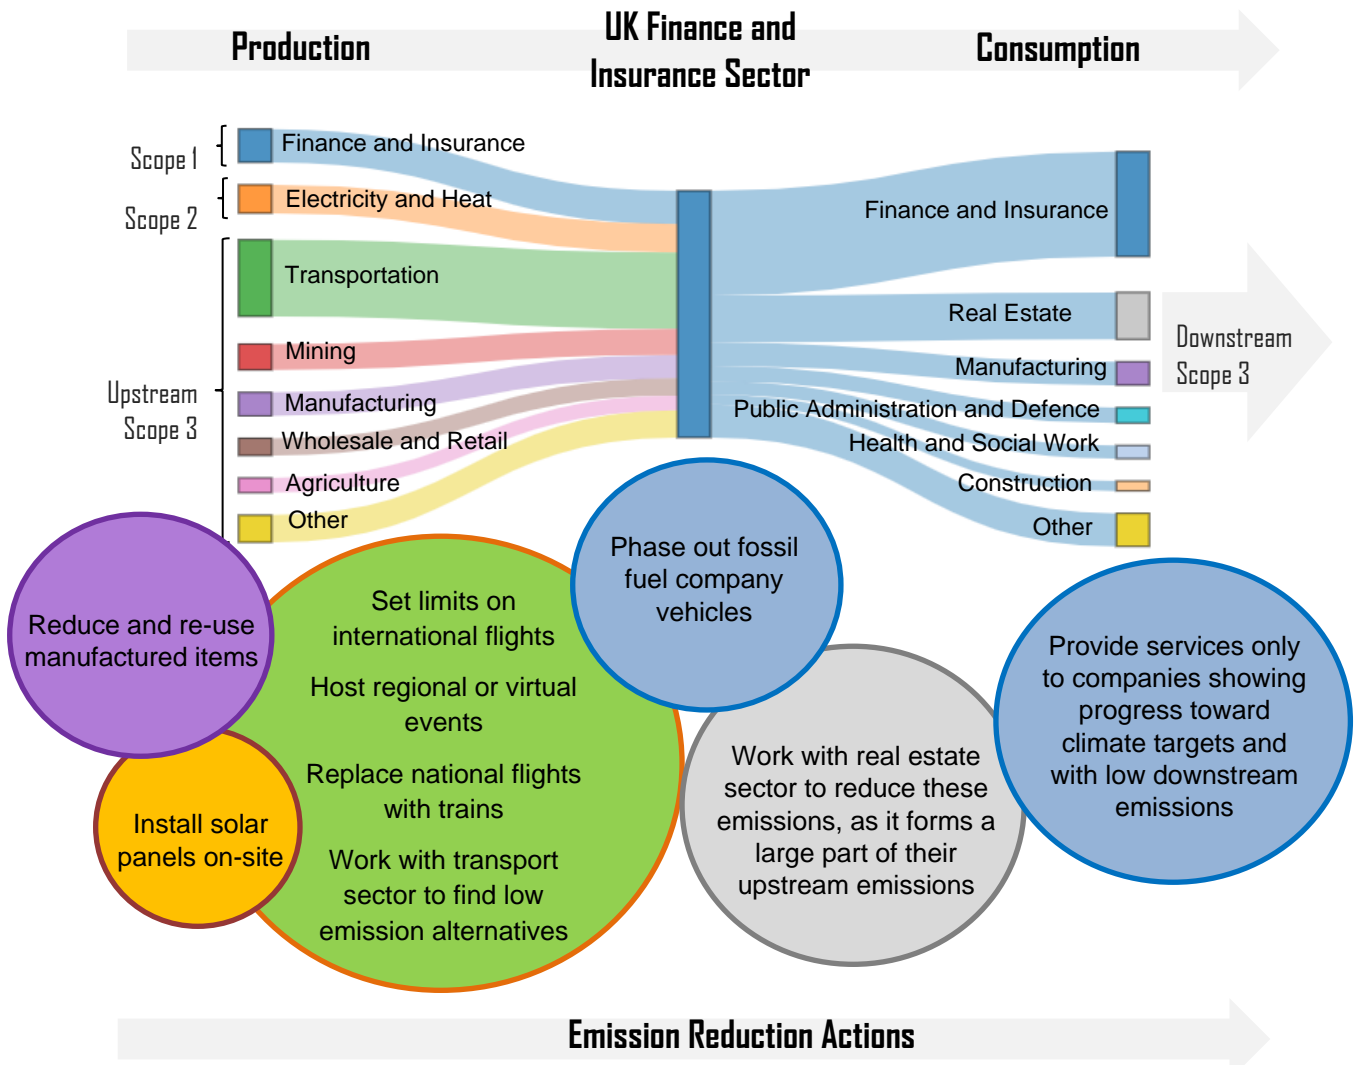 Production
UK Finance and
Insurance Sector
Consumption
Scope 1
Finance and Insurance
Scope 2
Electricity and Heat
Upstream
Scope 3
Transportation
Mining
Manufacturing
Wholesale and Retail
Agriculture
Other
Finance and Insurance
Real Estate
Manufacturing
Public Administration and Defence
Health and Social Work
Construction
Other
Downstream
Scope 3
Reduce and re-use
manufactured items
Install solar
panels on-site
Set limits on
international flights
Host regional or virtual
events
Replace national flights
with trains
Work with transport
sector to find low
emission alternatives
Phase out fossil
fuel company
vehicles
Work with real estate
sector to reduce these
emissions, as it forms a
large part of their
upstream emissions
Provide services only
to companies showing
progress toward
climate targets and
with low downstream
emissions
Emission Reduction Actions